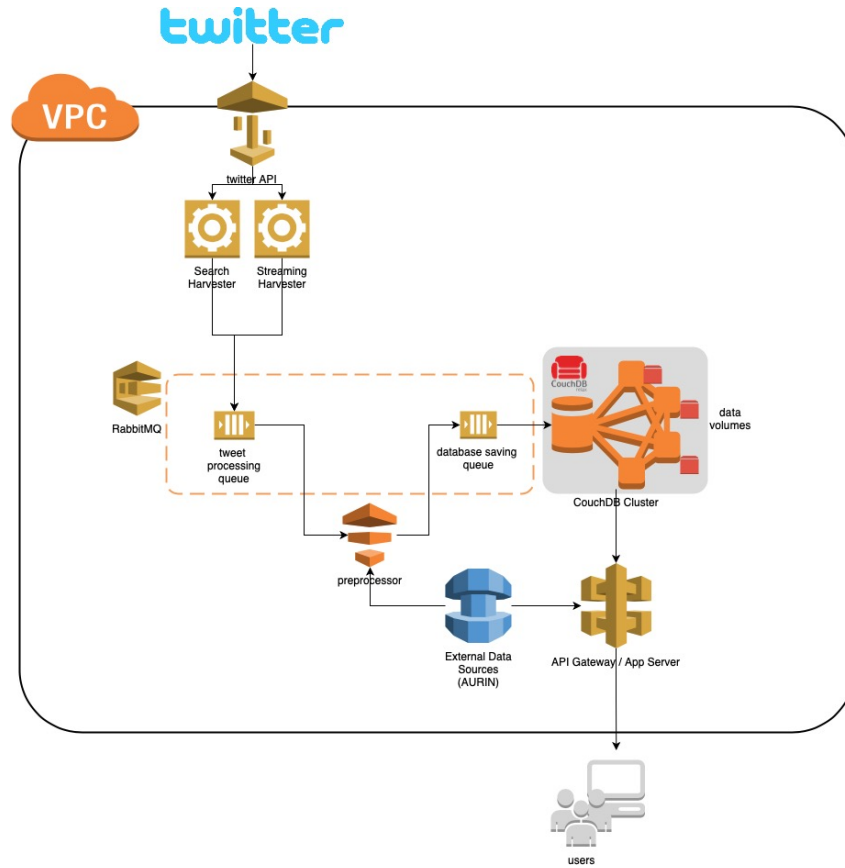 twitter
VPC
twitter API
Search
Harvester
Streaming
Harvester
RabbitMQ
tweet
processing
queue
database saving
queue
CouchDB
relax
data
volumes
CouchDB Cluster
preprocessor
External Data
Sources
(AURIN)
API Gateway / App Server
users